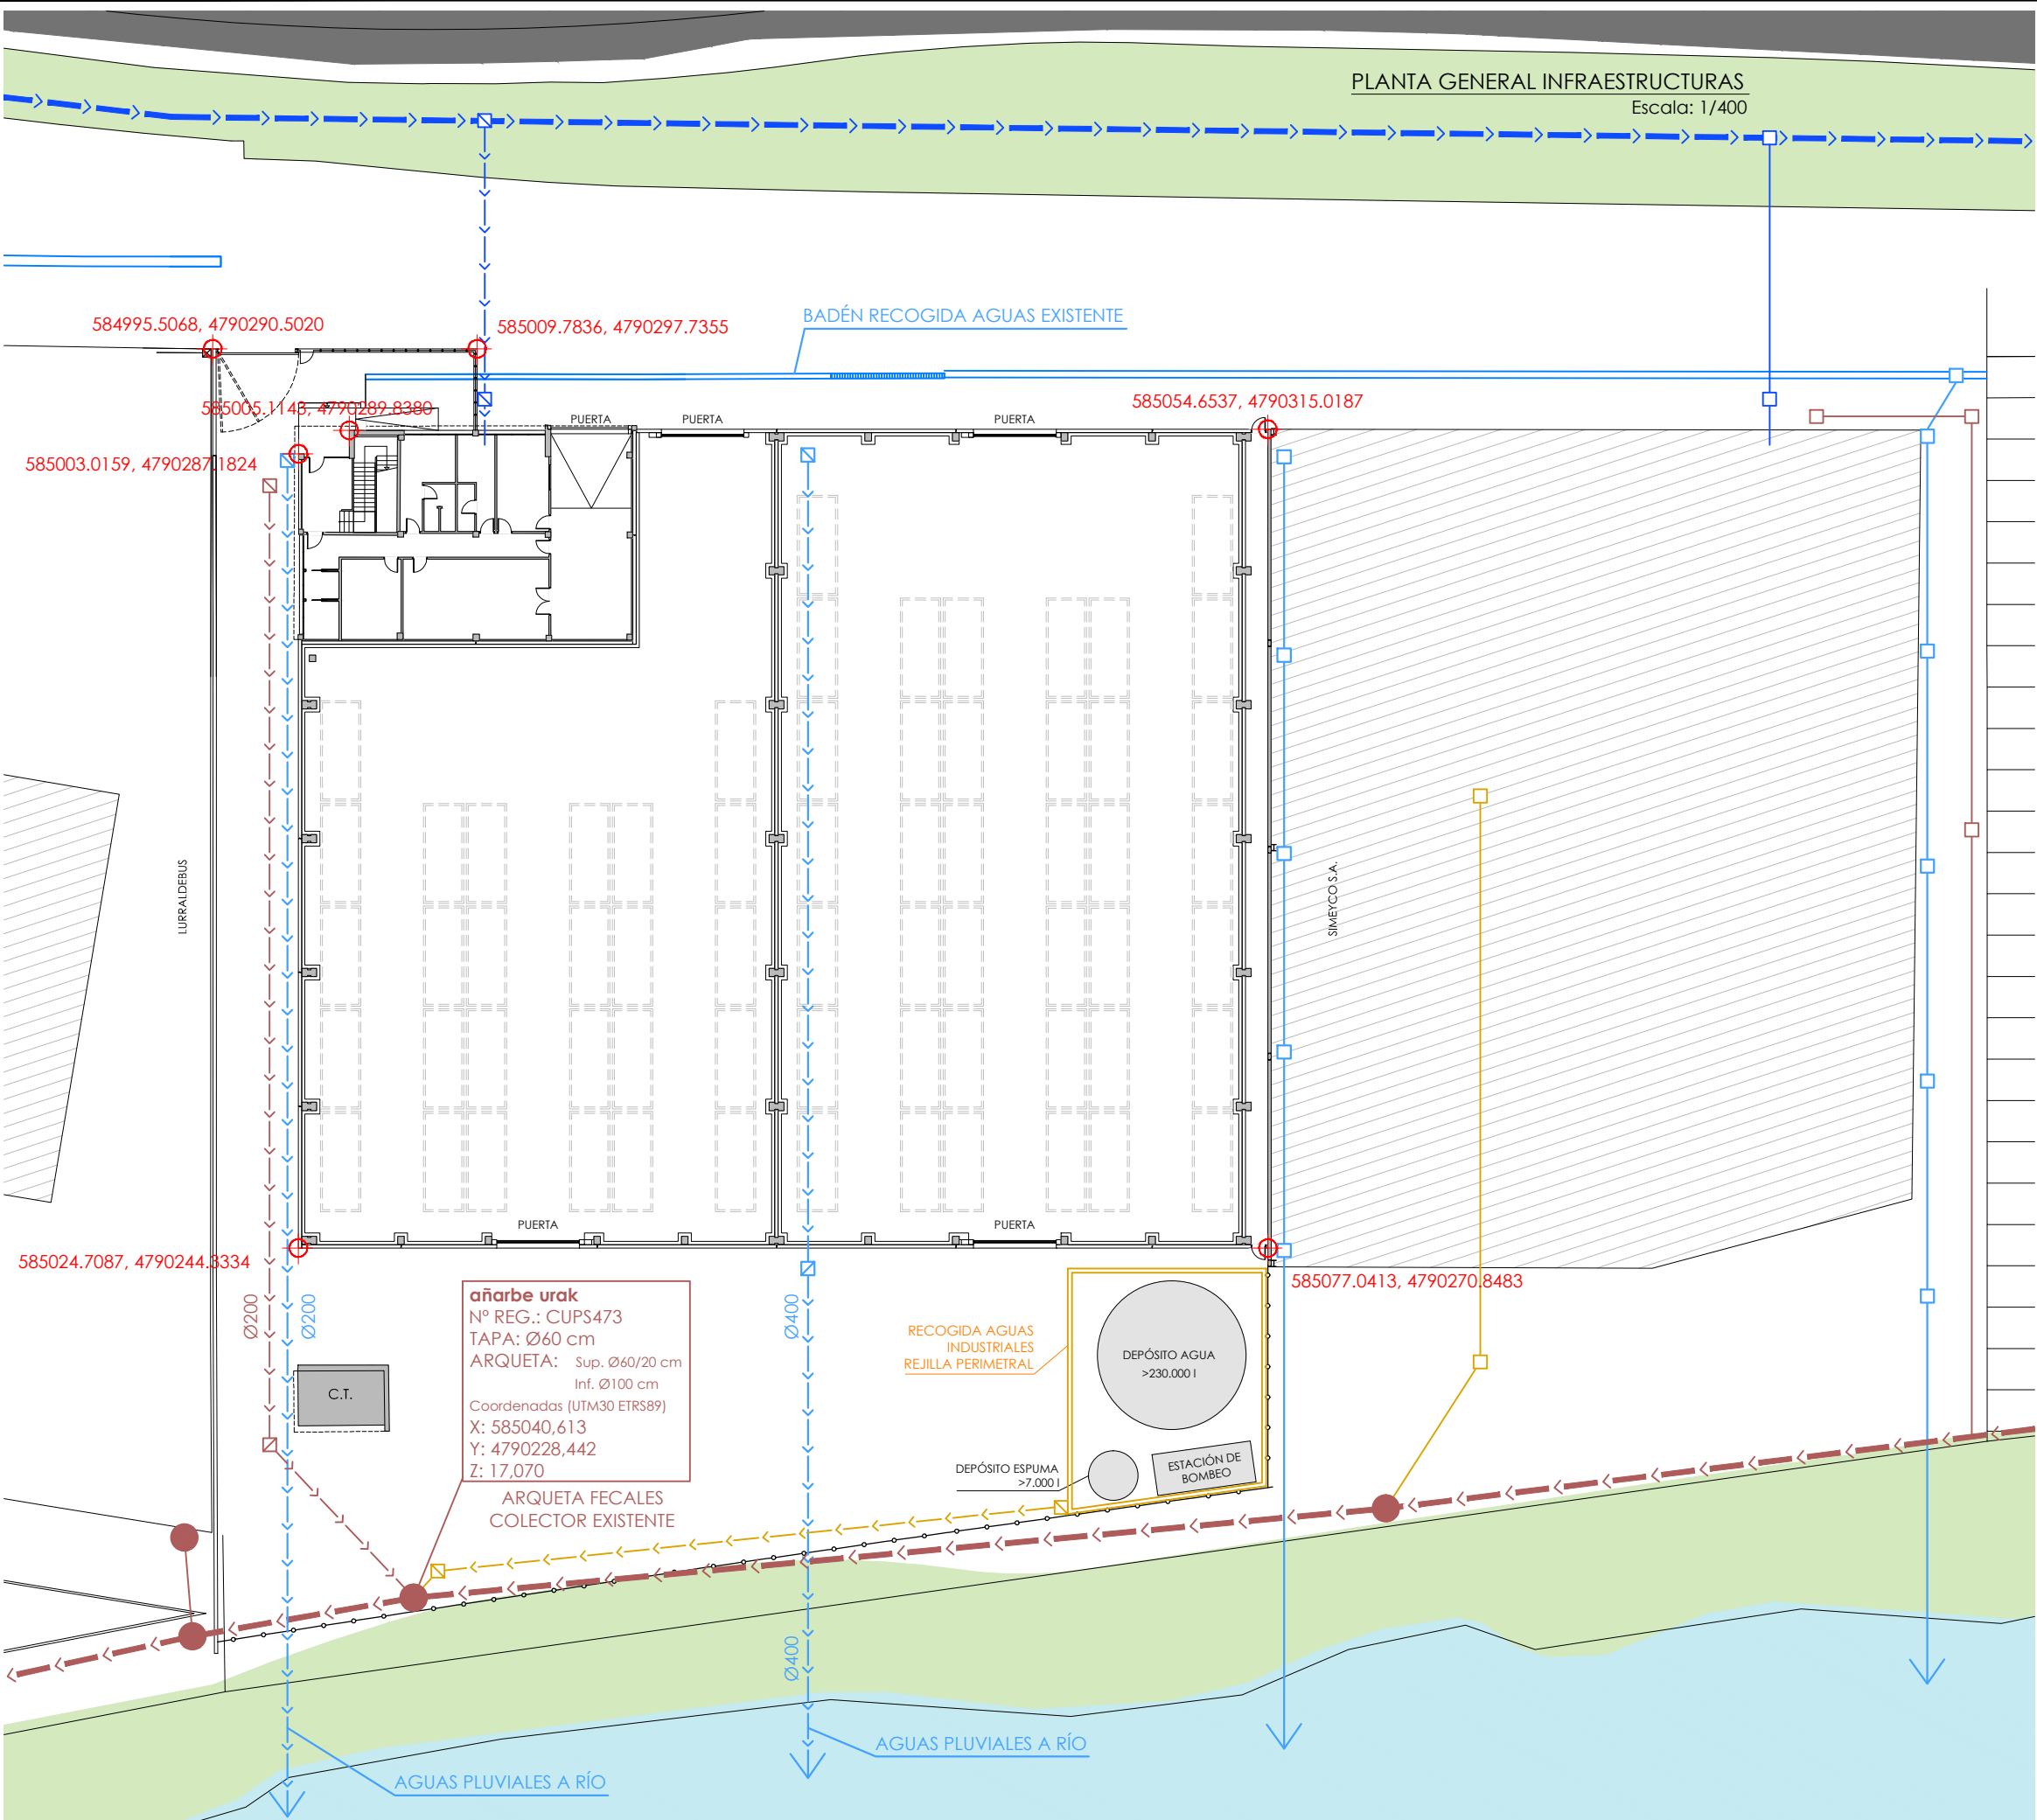 PLANTA GENERAL INFRAESTRUCTURAS
Escala: 1/400
BADÉN RECOGIDA AGUAS EXISTENTE
584995.5068, 4790290.5020
585009.7836, 4790297.7355
585005.1143, 4790289.8380
585054.6537, 4790315.0187
PUERTA
PUERTA
PUERTA
585003.0159, 4790287.1824
LURRALDEBUS
SIMEYCO S.A.
PUERTA
PUERTA
585024.7087, 4790244.3334
585077.0413, 4790270.8483
Ø200
Ø200
añarbe urak
Nº REG.: CUPS473
TAPA: Ø60 cm
ARQUETA: Sup. Ø60/20 cm
Inf. Ø100 cm
Coordenadas (UTM30 ETRS89)
X: 585040,613
Y: 4790228,442
Z: 17,070
ARQUETA FECALES
COLECTOR EXISTENTE
C.T.
Ø400
RECOGIDA AGUAS
INDUSTRIALES
REJILLA PERIMETRAL
DEPÓSITO AGUA
>230.000 l
DEPÓSITO ESPUMA
>7.000 l
ESTACIÓN DE
BOMBEO
Ø400
AGUAS PLUVIALES A RÍO
AGUAS PLUVIALES A RÍO